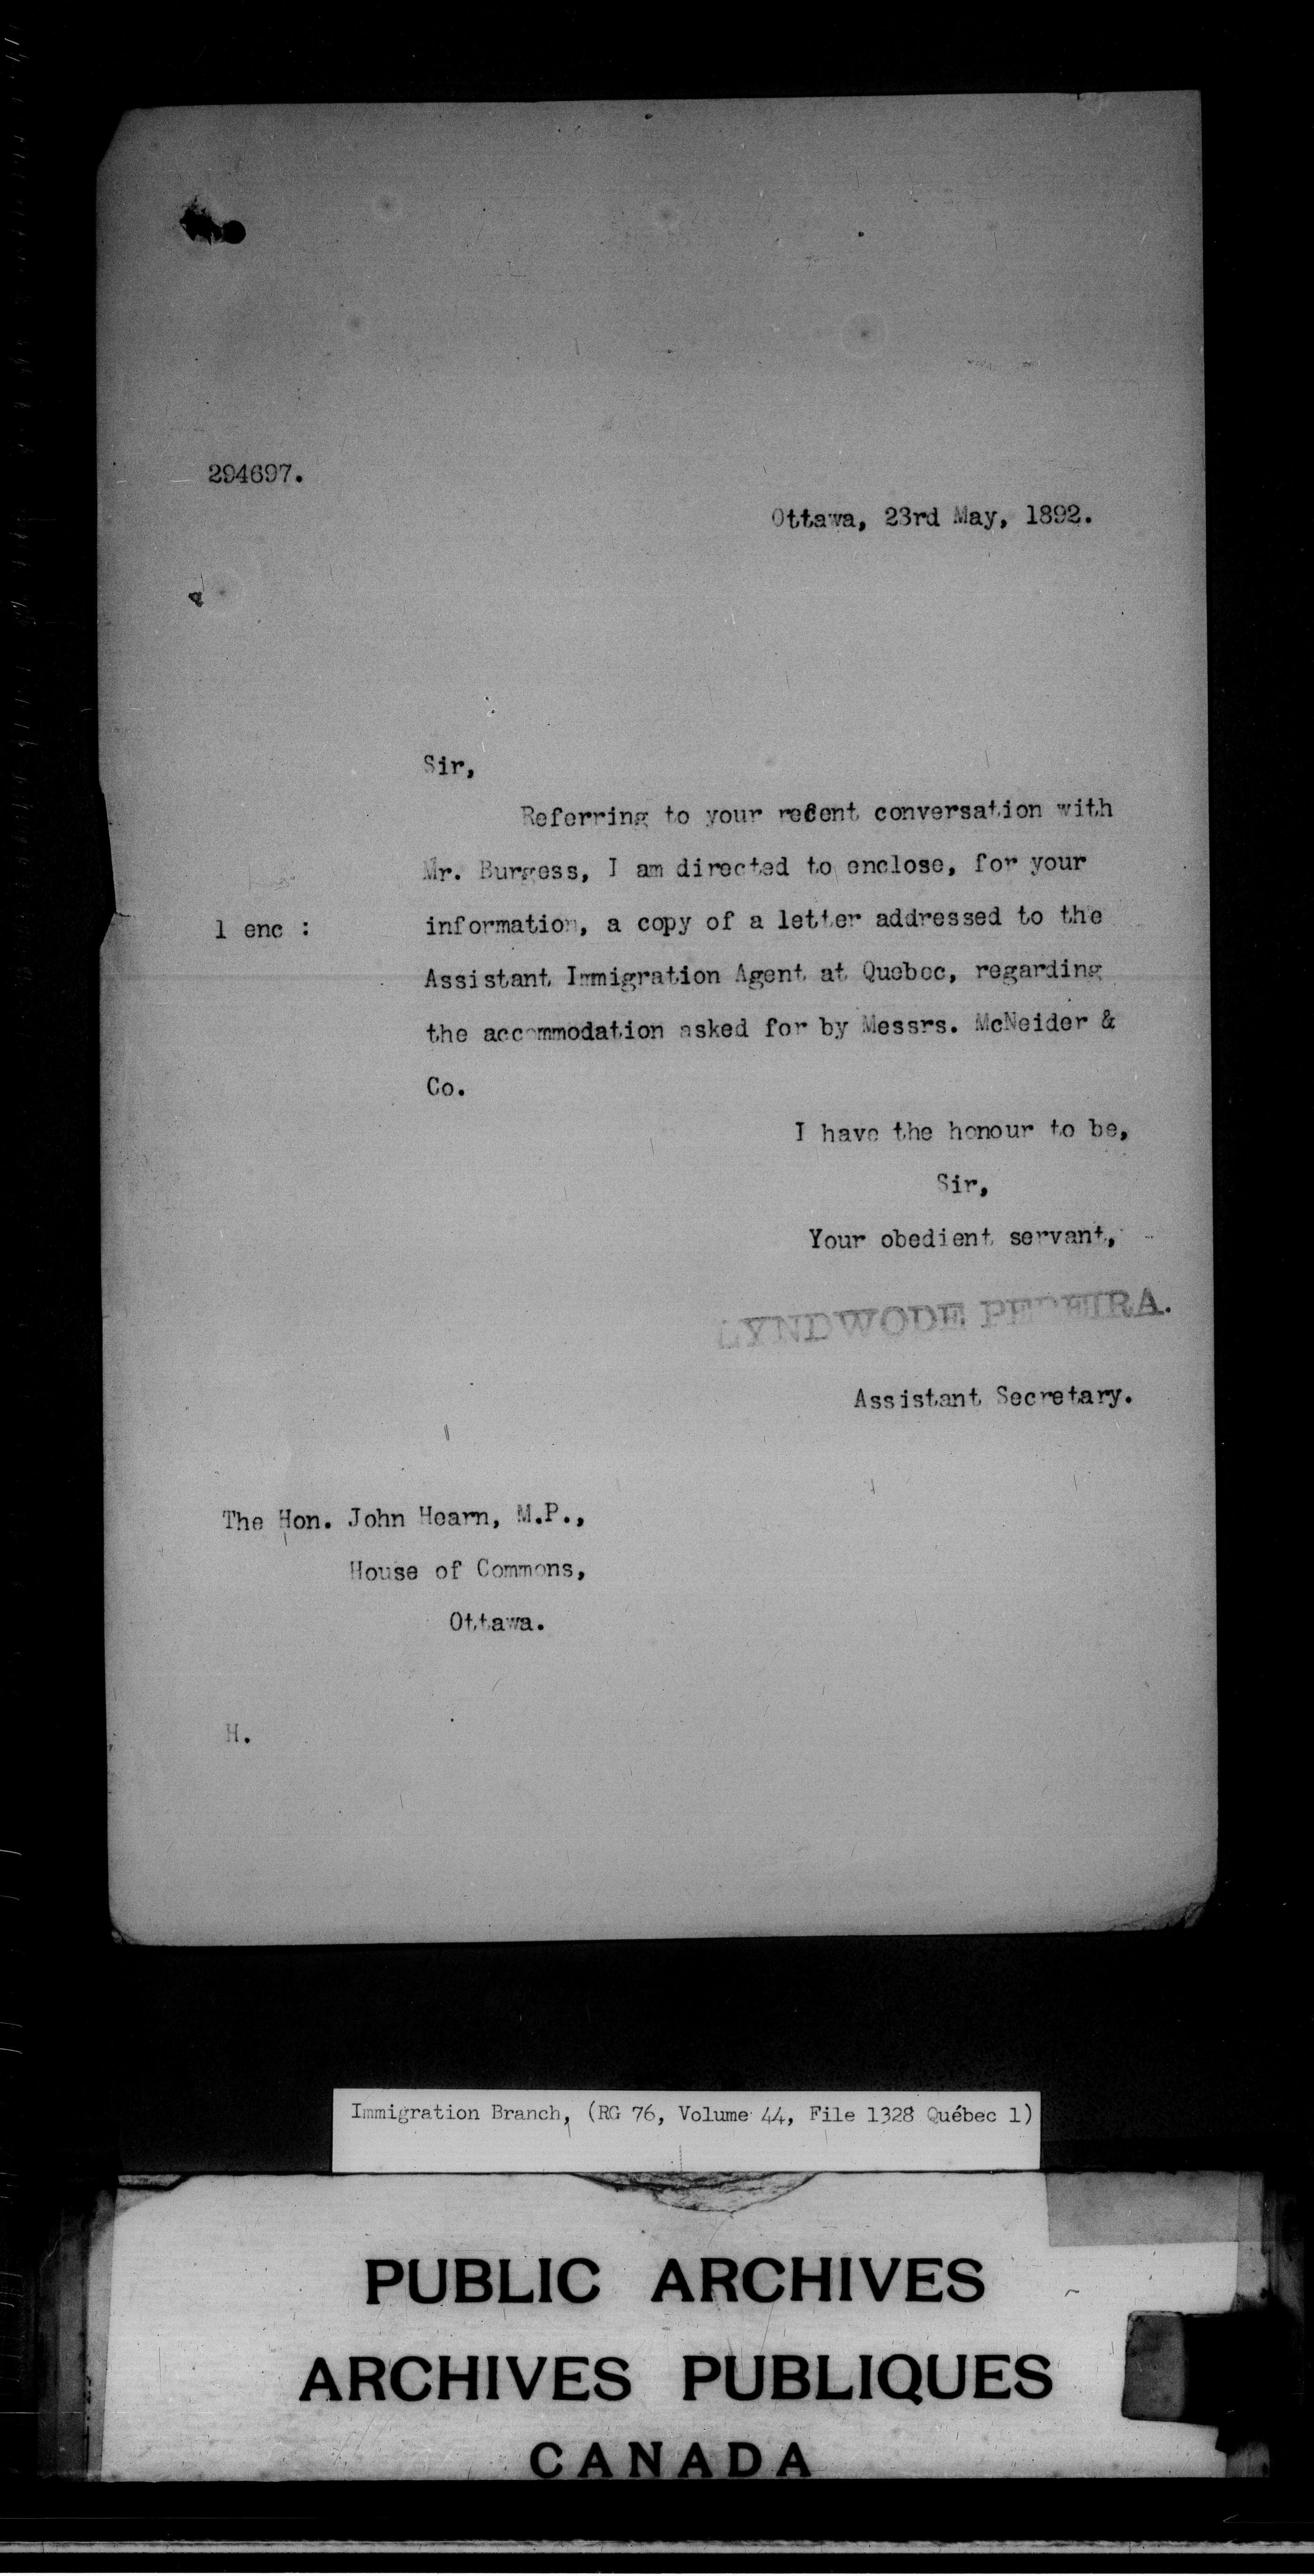 294697.
Ottawa, 23rd May, 1892.
Sir,
Referring to your recent conversation with
Mr. Burgess, I am directed to enclose, for your
1 enc : information, a copy of a letter addressed to the
Assistant Immigration Agent at Quebec, regarding
the accommodation asked for by Messrs. McNeider &
Co.
I have the honour to be,
Sir,
Your obedient servant,
LYNDWODE PEREIRA.
Assistant Secretary.
The Hon. John Hearn, M.P.,
House of Commons,
Ottawa.
H.
Immigration Branch, (RG 76, Volume 44, File 1328 Québec 1)
PUBLIC ARCHIVES
ARCHIVES PUBLIQUES
CANADA